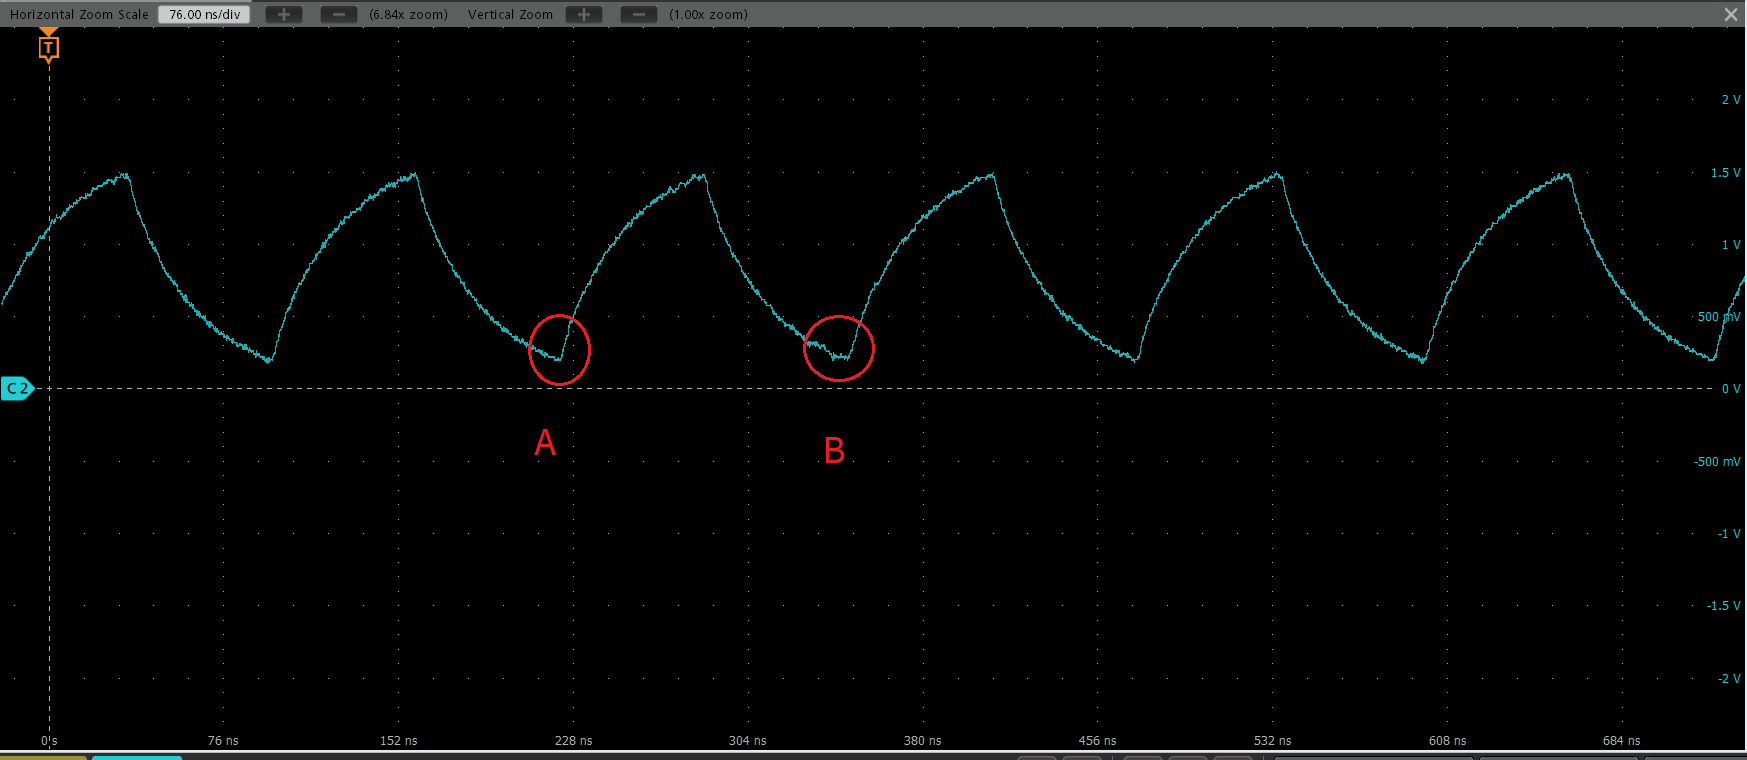 Horizontal Zoom Scale 76.00 ns/div + − (6.84x zoom) Vertical Zoom + − (1.00x zoom) ×
T
2 V
1.5 V
1 V
500 mV
C 2 0 V
A B
-500 mV
-1 V
-1.5 V
-2 V
0 s 76 ns 152 ns 228 ns 304 ns 380 ns 456 ns 532 ns 608 ns 684 ns